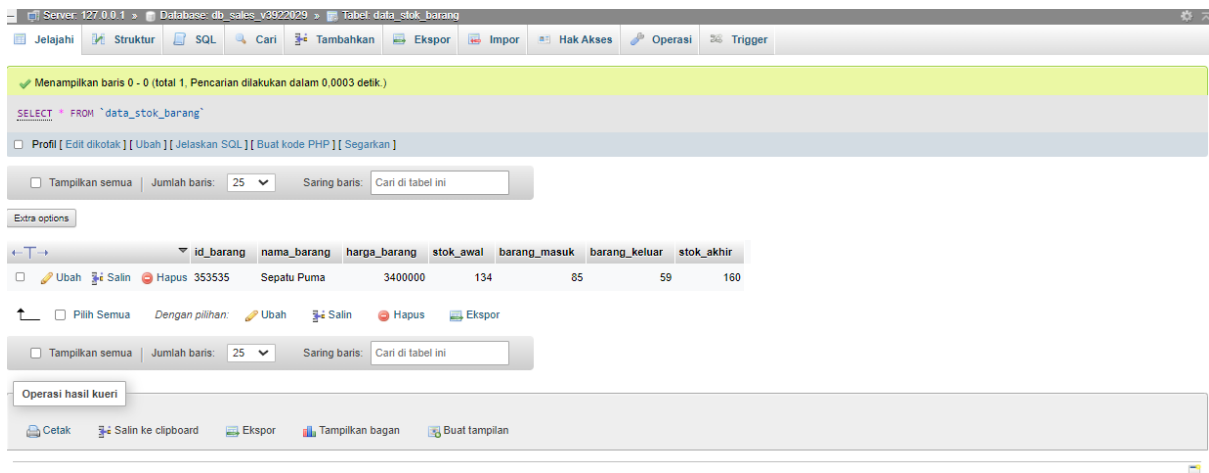 Server: 127.0.0.1 » Database: db_sales_v3922029 » Tabel: data_stok_barang
Jelajahi Struktur SQL Cari Tambahkan Ekspor Impor Hak Akses Operasi Trigger
Menampilkan baris 0 - 0 (total 1, Pencarian dilakukan dalam 0,0003 detik.)
SELECT * FROM `data_stok_barang`
Profil [ Edit dikotak ] [ Ubah ] [ Jelaskan SQL ] [ Buat kode PHP ] [ Segarkan ]
Tampilkan semua | Jumlah baris: 25 Saring baris: Cari di tabel ini
Extra options
←T→ id_barang nama_barang harga_barang stok_awal barang_masuk barang_keluar stok_akhir
Ubah Salin Hapus 353535 Sepatu Puma 3400000 134 85 59 160
Pilih Semua Dengan pilihan: Ubah Salin Hapus Ekspor
Tampilkan semua | Jumlah baris: 25 Saring baris: Cari di tabel ini
Operasi hasil kueri
Cetak Salin ke clipboard Ekspor Tampilkan bagan Buat tampilan